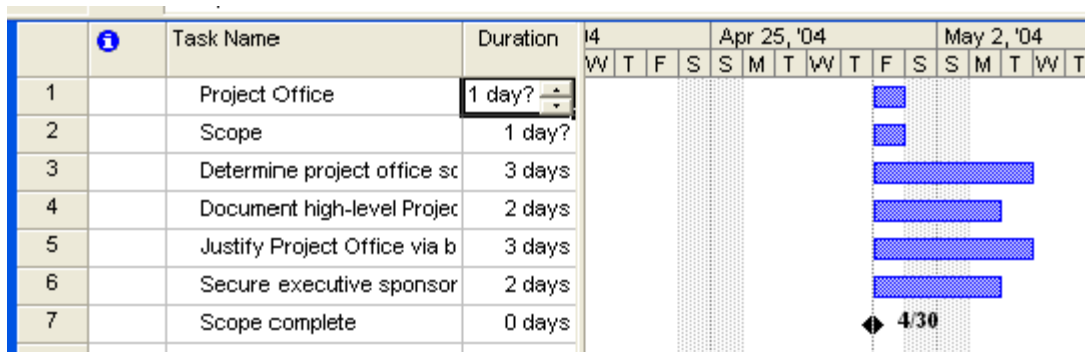 Task Name Duration 04 Apr 25, '04 May 2, '04
W T F S S M T W T F S S M T W T
1 Project Office 1 day?
2 Scope 1 day?
3 Determine project office sc 3 days
4 Document high-level Projec 2 days
5 Justify Project Office via b 3 days
6 Secure executive sponsor 2 days
7 Scope complete 0 days 4/30